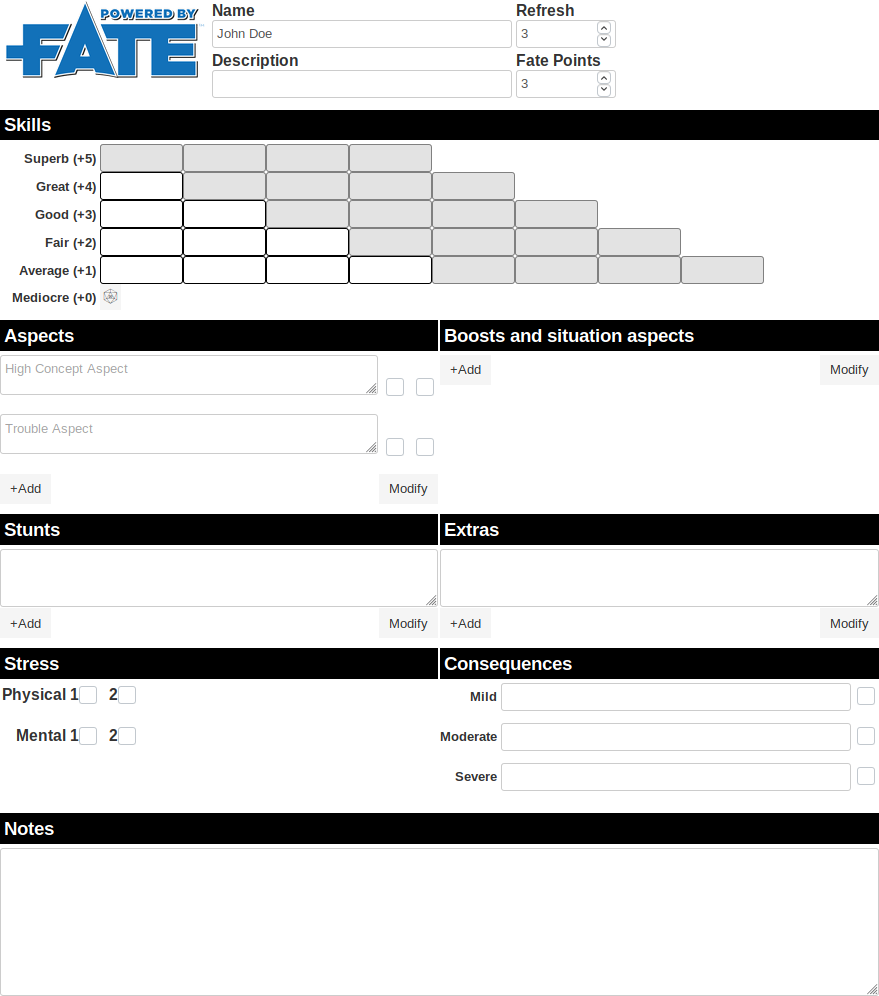 POWERED BY
FATE
Name
John Doe
Refresh
3
Description
Fate Points
3
Skills
Superb (+5)
Great (+4)
Good (+3)
Fair (+2)
Average (+1)
Mediocre (+0)
Aspects
High Concept Aspect
Trouble Aspect
+Add
Modify
Boosts and situation aspects
+Add
Modify
Stunts
+Add
Modify
Extras
+Add
Modify
Stress
Physical 1 2
Mental 1 2
Consequences
Mild
Moderate
Severe
Notes